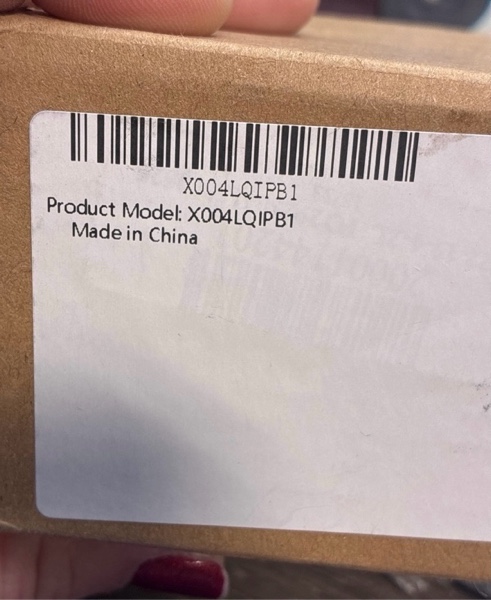 X004LQIPB1
Product Model: X004LQIPB1
Made in China